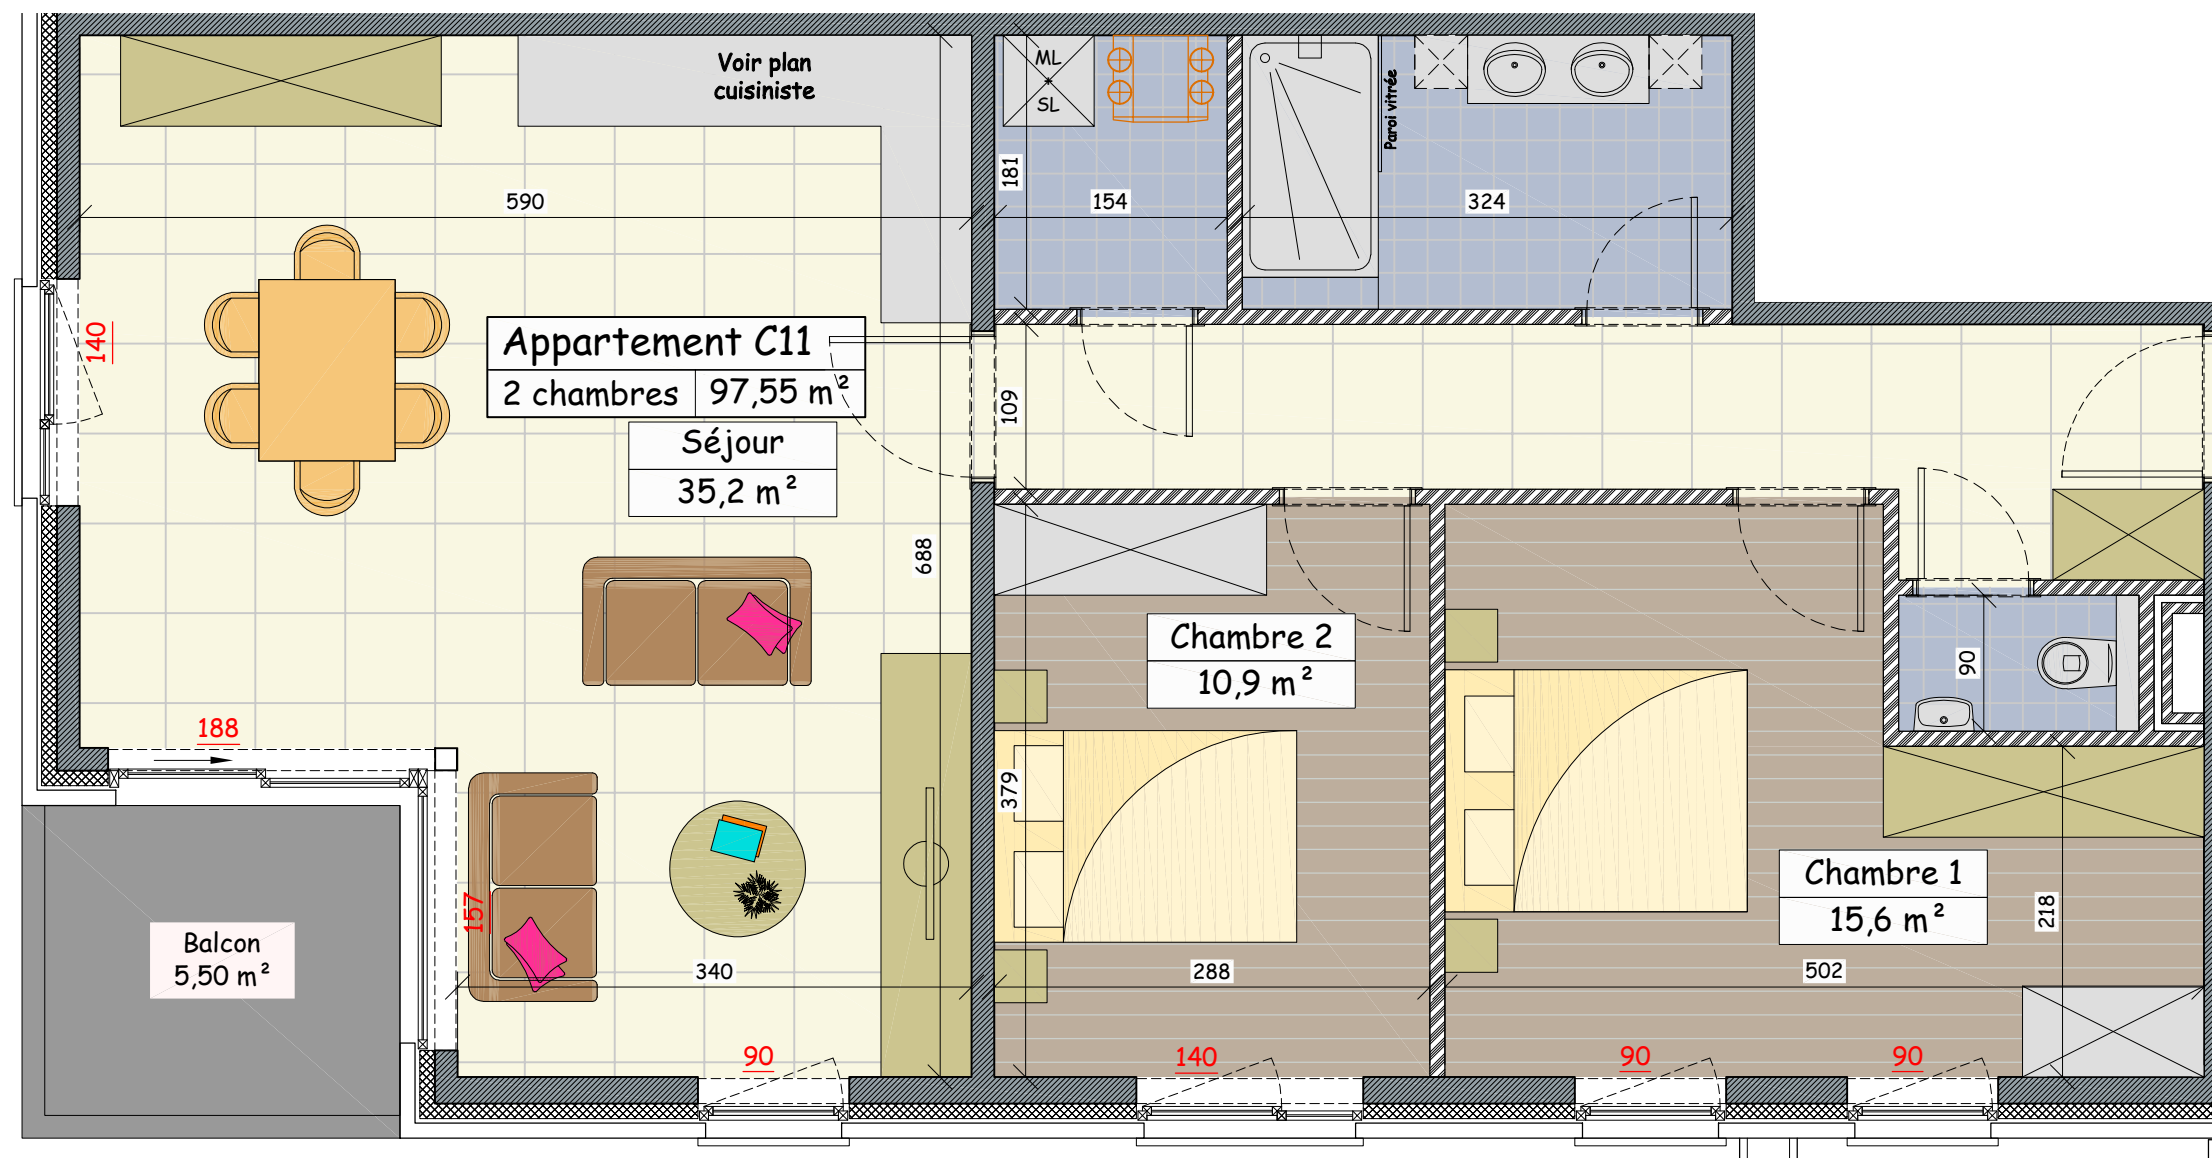 Voir plan
cuisiniste
ML
SL
Paroi vitrée
181
590
154
324
140
Appartement C11
2 chambres 97,55 m²
109
Séjour
35,2 m²
688
Chambre 2
10,9 m²
90
188
379
157
Chambre 1
15,6 m²
218
Balcon
5,50 m²
340
288
502
90
140
90
90